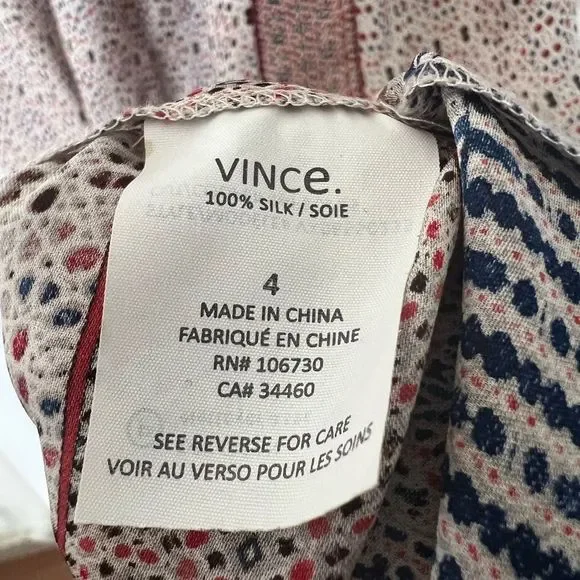 VINCe.
100% SILK / SOIE
4
MADE IN CHINA
FABRIQUÉ EN CHINE
RN# 106730
CA# 34460
SEE REVERSE FOR CARE
VOIR AU VERSO POUR LES SOINS